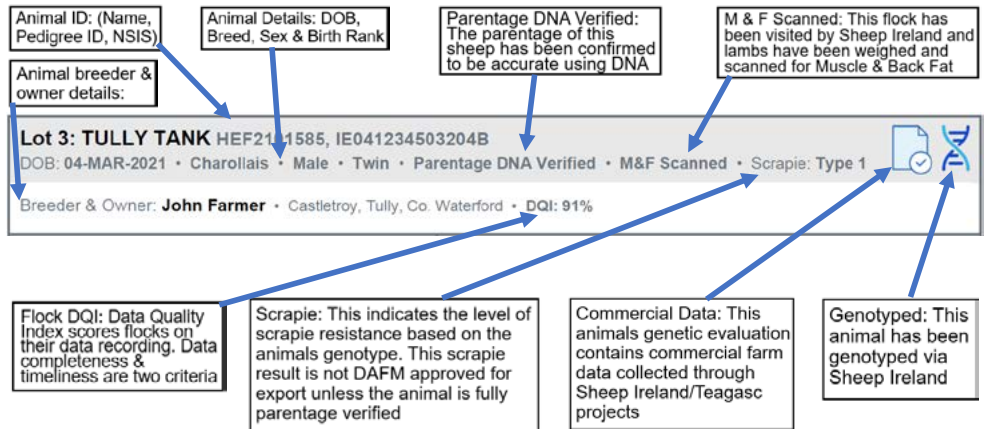 Animal ID: (Name,
Pedigree ID, NSIS)
Animal Details: DOB,
Breed, Sex & Birth Rank
Parentage DNA Verified:
The parentage of this
sheep has been confirmed
to be accurate using DNA
M & F Scanned: This flock has
been visited by Sheep Ireland and
lambs have been weighed and
scanned for Muscle & Back Fat
Animal breeder &
owner details:
Lot 3: TULLY TANK HEF2101585, IE041234503204B
DOB: 04-MAR-2021 • Charollais • Male • Twin • Parentage DNA Verified • M&F Scanned • Scrapie: Type 1
Breeder & Owner: John Farmer • Castletroy, Tully, Co. Waterford • DQI: 91%
Flock DQI: Data Quality
Index scores flocks on
their data recording. Data
completeness &
timeliness are two criteria
Scrapie: This indicates the level of
scrapie resistance based on the
animals genotype. This scrapie
result is not DAFM approved for
export unless the animal is fully
parentage verified
Commercial Data: This
animals genetic evaluation
contains commercial farm
data collected through
Sheep Ireland/Teagasc
projects
Genotyped: This
animal has been
genotyped via
Sheep Ireland